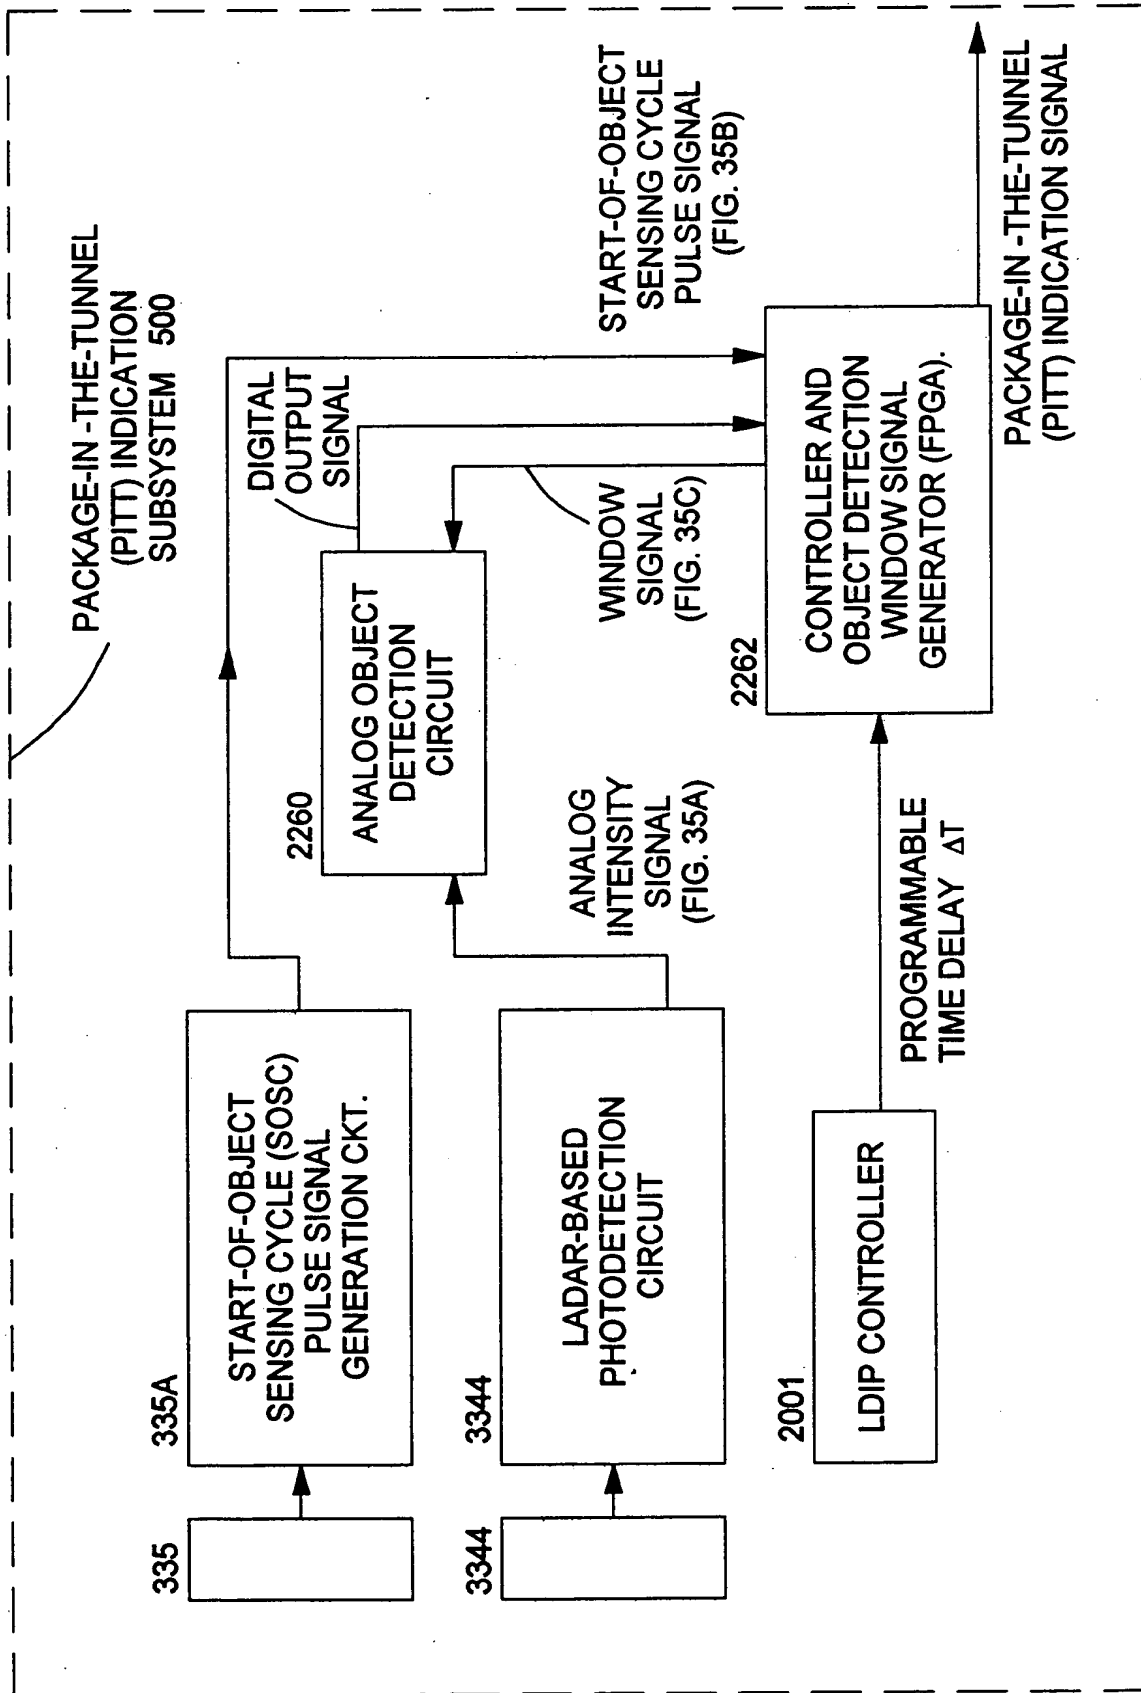 PACKAGE-IN-THE-TUNNEL
(PITT) INDICATION
SUBSYSTEM 500
335
335A
START-OF-OBJECT
SENSING CYCLE (SOSC)
PULSE SIGNAL
GENERATION CKT.
DIGITAL
OUTPUT
SIGNAL
START-OF-OBJECT
SENSING CYCLE
PULSE SIGNAL
(FIG. 35B)
2260
ANALOG OBJECT
DETECTION
CIRCUIT
3344
3344
LADAR-BASED
PHOTODETECTION
CIRCUIT
ANALOG
INTENSITY
SIGNAL
(FIG. 35A)
WINDOW
SIGNAL
(FIG. 35C)
2001
LDIP CONTROLLER
PROGRAMMABLE
TIME DELAY ΔT
2262
CONTROLLER AND
OBJECT DETECTION
WINDOW SIGNAL
GENERATOR (FPGA).
PACKAGE-IN-THE-TUNNEL
(PITT) INDICATION SIGNAL